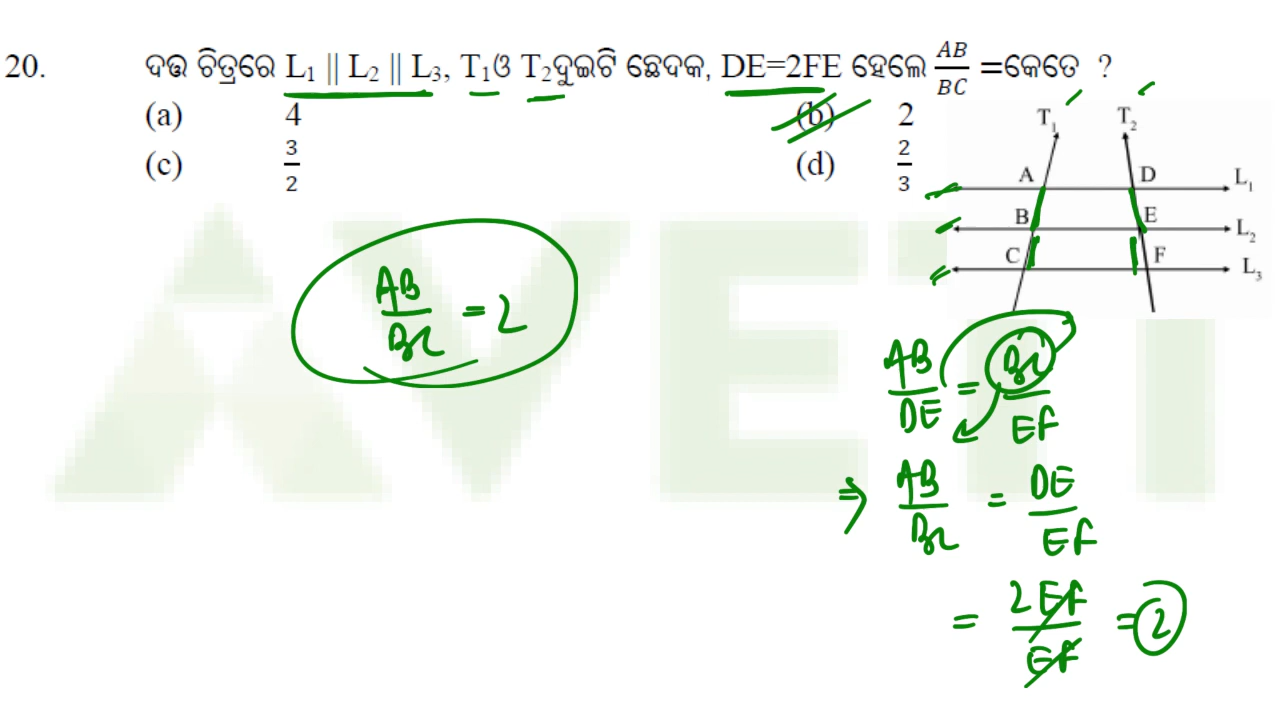 20. ଦତ୍ତ ଚିତ୍ରରେ L₁ || L₂ || L₃, T₁ଓ T₂ଦୁଇଟି ଛେଦକ, DE=2FE ହେଲେ AB/BC =କେତେ ?
(a) 4 (b) 2
(c) 3/2 (d) 2/3
T₁ T₂
A D L₁
B E L₂
C F L₃
AB/BC = 2
AB/DE = BC/EF
⇒ AB/BC = DE/EF
= 2EF/EF = 2
AVETI